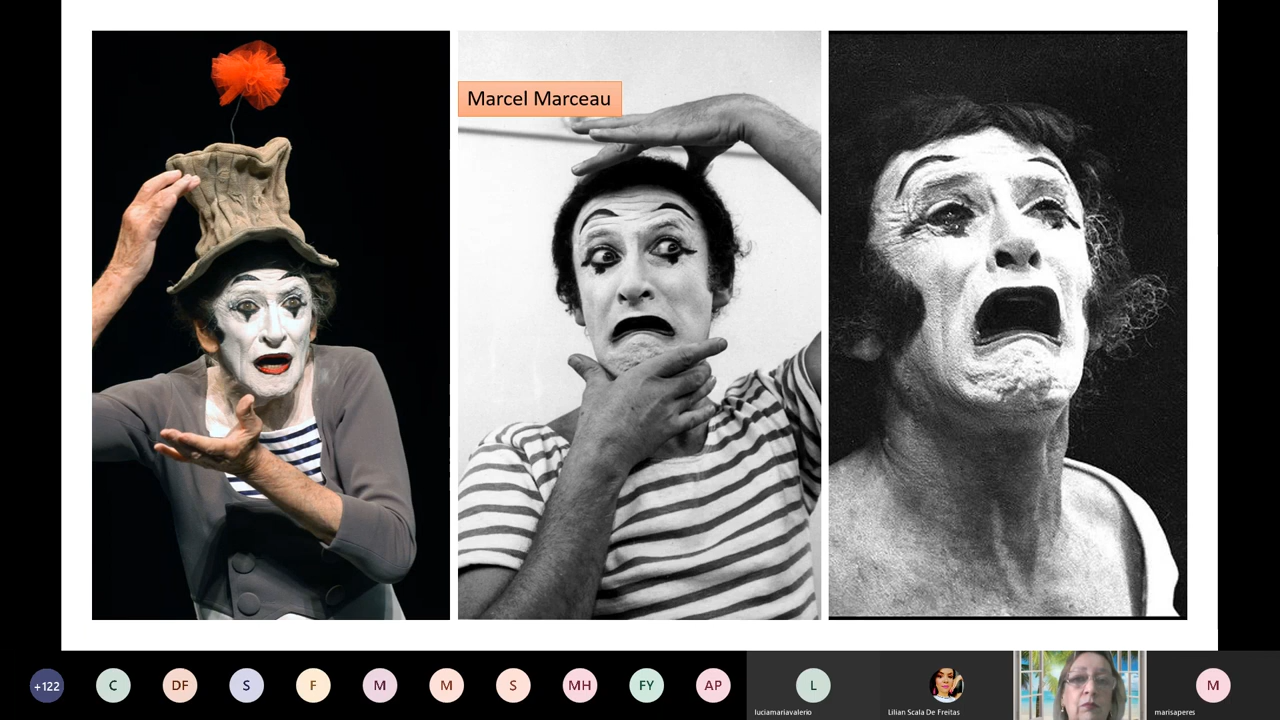 Marcel Marceau
+122
C
DF
S
F
M
M
S
MH
FY
AP
L
M
luciamariavalerio
Lilian Scala De Freitas
marisaperes